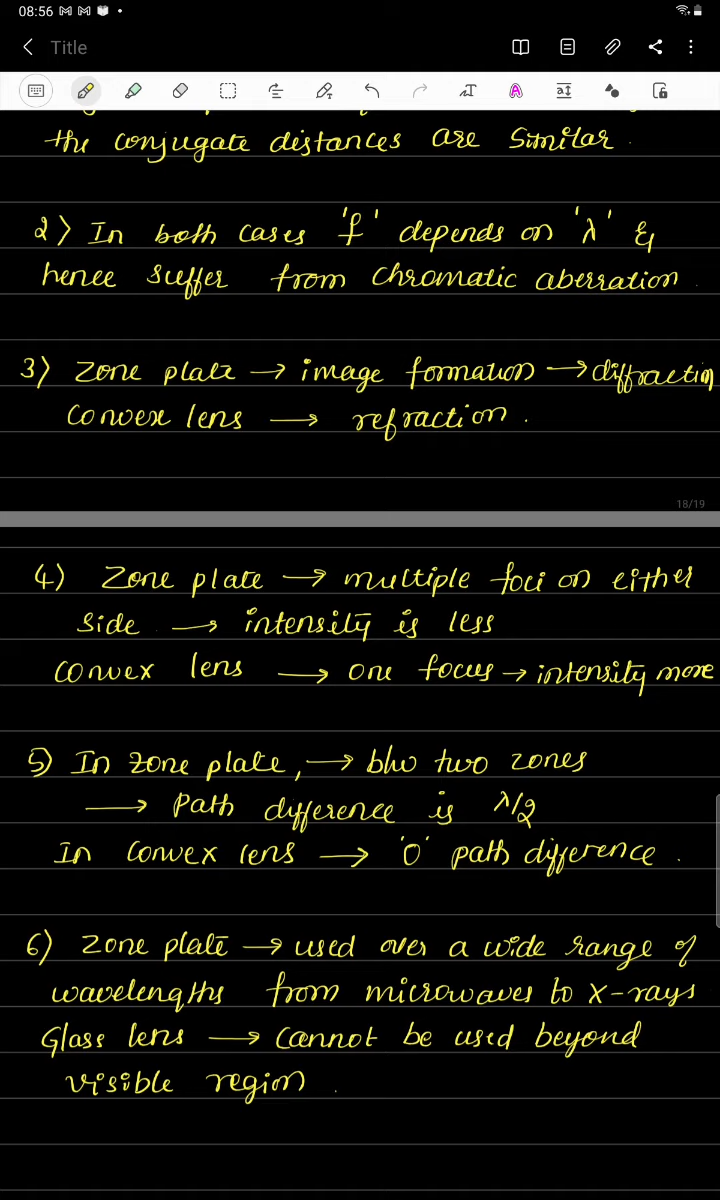 08:56
Title
the conjugate distances are similar.
2) In both cases 'f' depends on 'λ' &
hence suffer from chromatic aberration.
3) Zone plate → image formation → diffraction
Convex lens → refraction.
18/19
4) Zone plate → multiple foci on either
side → intensity is less
Convex lens → one focus → intensity more
5) In zone plate, → b/w two zones
→ Path difference is λ/2
In convex lens → '0' path difference.
6) Zone plate → used over a wide range of
wavelengths from microwaves to X-rays
Glass lens → cannot be used beyond
visible region.